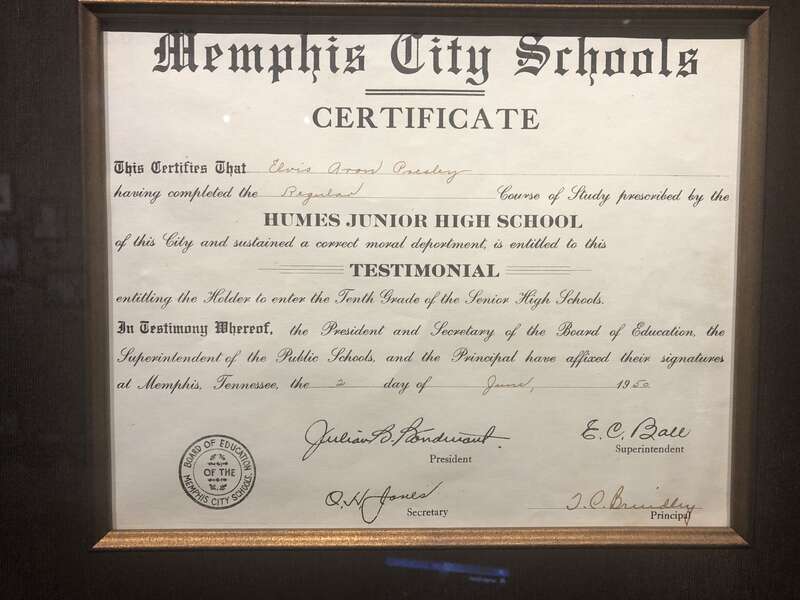 Memphis City Schools
CERTIFICATE
This Certifies That Elvis Aron Presley
having completed the Regular Course of Study prescribed by the
HUMES JUNIOR HIGH SCHOOL
of this City and sustained a correct moral deportment, is entitled to this
TESTIMONIAL
entitling the Holder to enter the Tenth Grade of the Senior High Schools.
In Testimony Whereof, the President and Secretary of the Board of Education, the
Superintendent of the Public Schools, and the Principal have affixed their signatures
at Memphis, Tennessee, the 2 day of June, 1950
Julian B. Bondurant
President
E. C. Ball
Superintendent
BOARD OF EDUCATION
OF THE
MEMPHIS CITY SCHOOLS
O. H. Jones
Secretary
T. C. Brindley
Principal